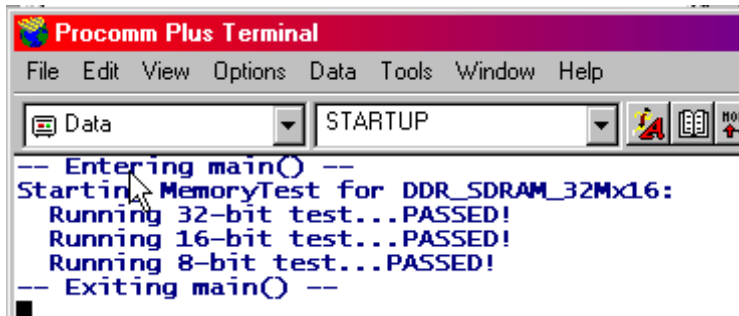 Procomm Plus Terminal
File Edit View Options Data Tools Window Help
Data STARTUP
-- Entering main() --
Starting MemoryTest for DDR_SDRAM_32Mx16:
Running 32-bit test...PASSED!
Running 16-bit test...PASSED!
Running 8-bit test...PASSED!
-- Exiting main() --